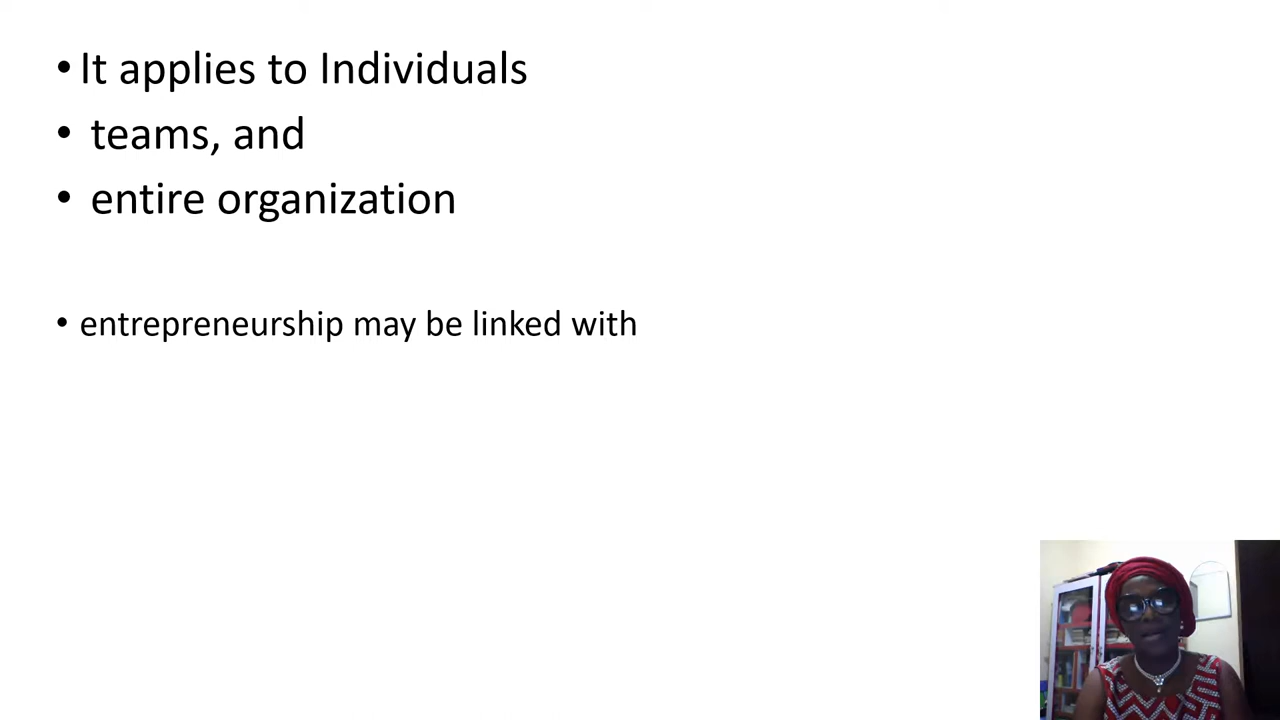 •It applies to Individuals
• teams, and
• entire organization
• entrepreneurship may be linked with